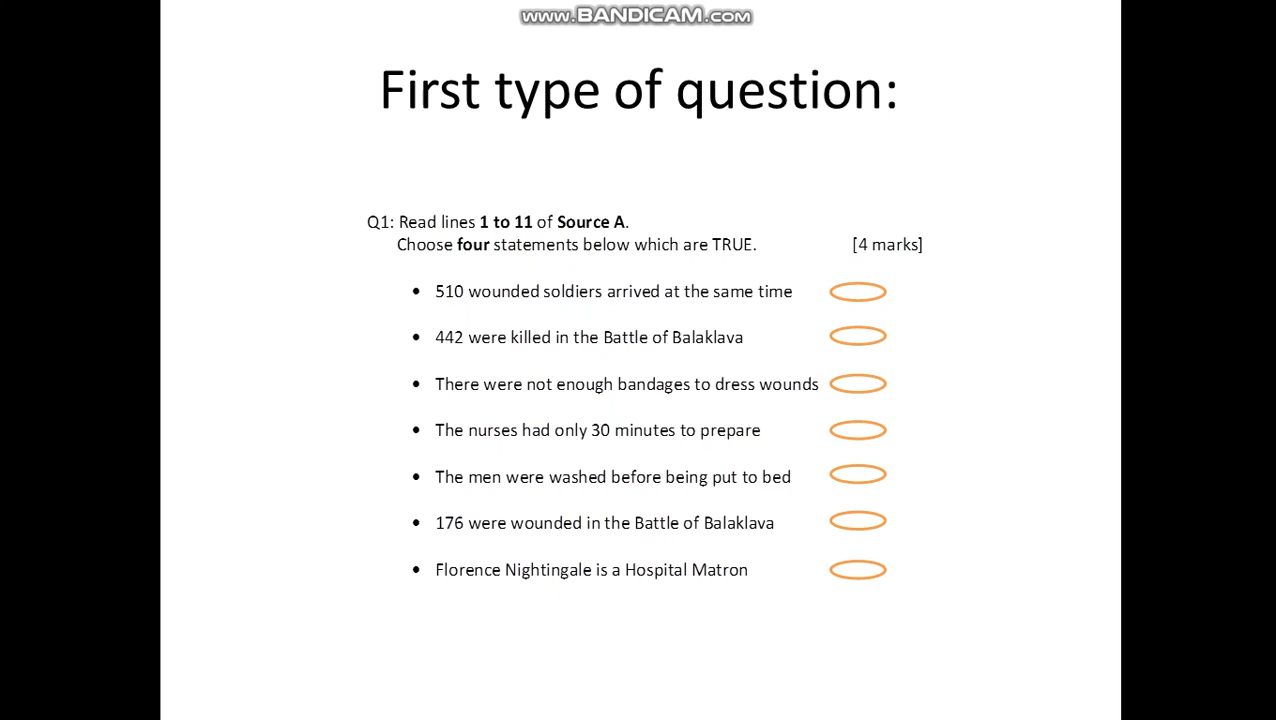 www.BANDICAM.com
First type of question:
Q1: Read lines 1 to 11 of Source A.
Choose four statements below which are TRUE. [4 marks]
• 510 wounded soldiers arrived at the same time
• 442 were killed in the Battle of Balaklava
• There were not enough bandages to dress wounds
• The nurses had only 30 minutes to prepare
• The men were washed before being put to bed
• 176 were wounded in the Battle of Balaklava
• Florence Nightingale is a Hospital Matron